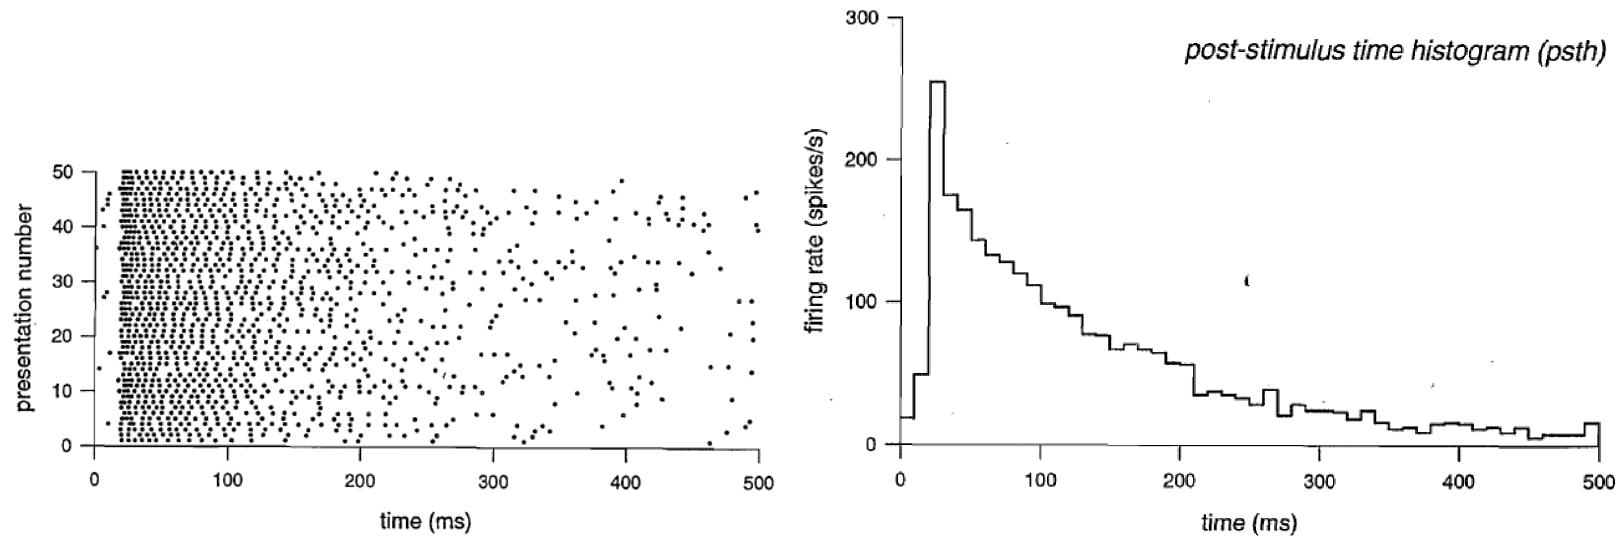 50
40
30
20
10
0
presentation number
0 100 200 300 400 500
time (ms)
300
200
100
0
firing rate (spikes/s)
post-stimulus time histogram (psth)
0 100 200 300 400 500
time (ms)